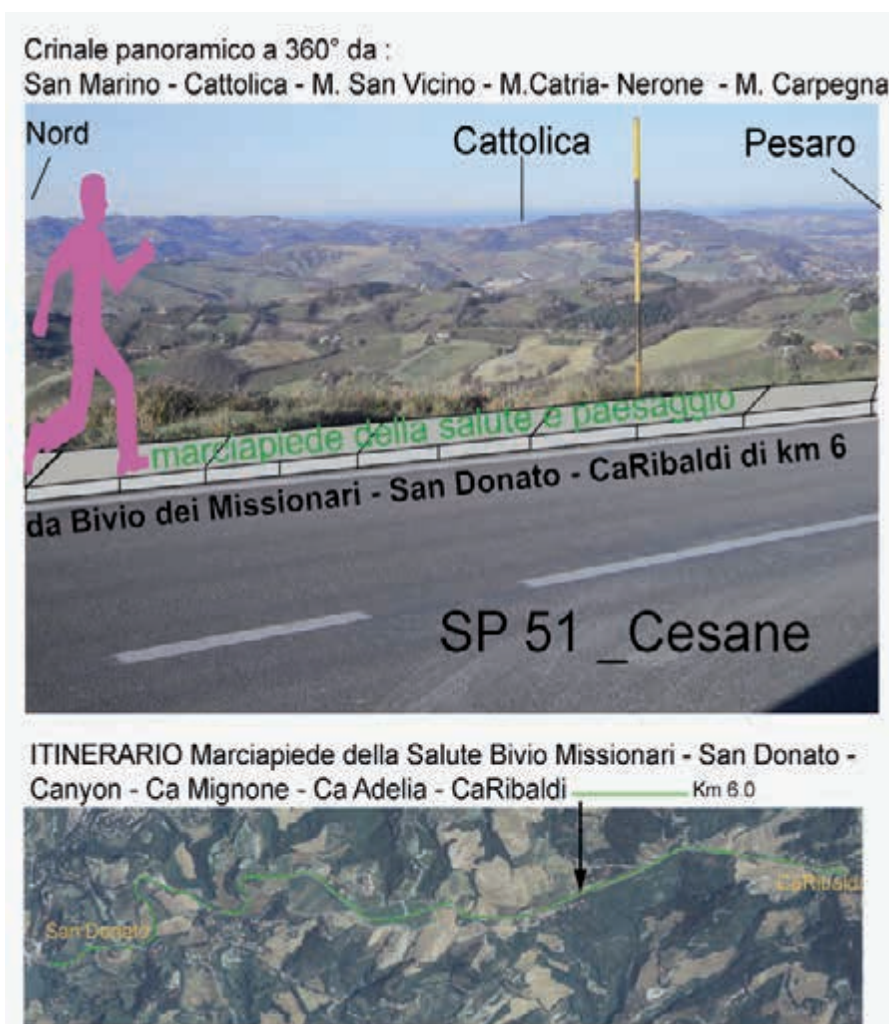 Crinale panoramico a 360° da :
San Marino - Cattolica - M. San Vicino - M.Catria- Nerone - M. Carpegna
Nord
Cattolica
Pesaro
marciapiede della salute e paesaggio
da Bivio dei Missionari - San Donato - CaRibaldi di km 6
SP 51 _Cesane
ITINERARIO Marciapiede della Salute Bivio Missionari - San Donato -
Canyon - Ca Mignone - Ca Adelia - CaRibaldi
Km 6.0
San Donato
CaRibaldi